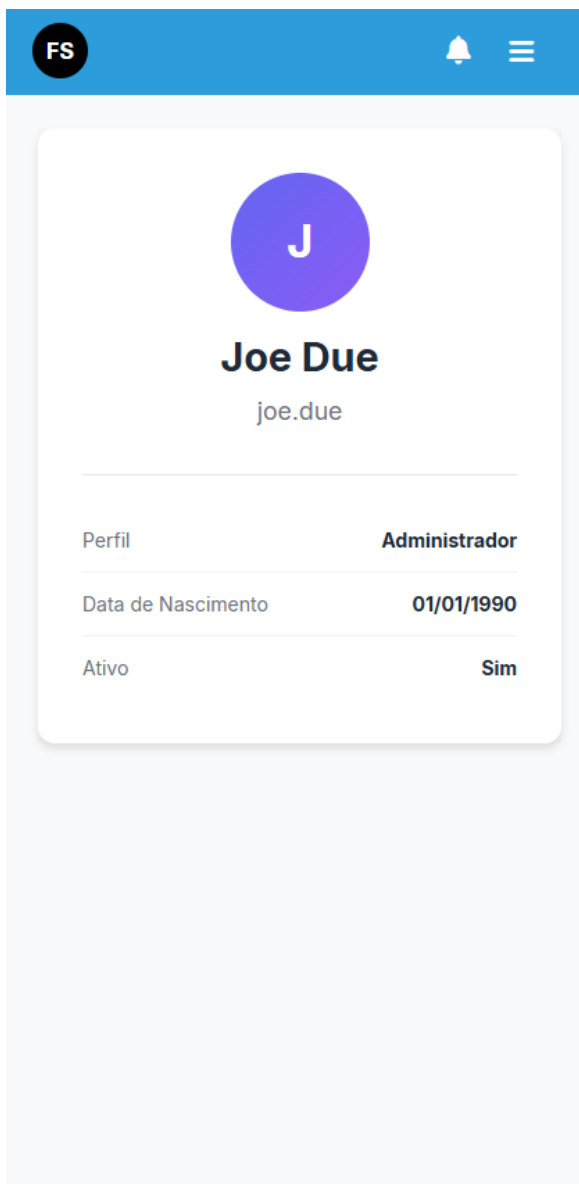 FS
J
Joe Due
joe.due
Perfil Administrador
Data de Nascimento 01/01/1990
Ativo Sim